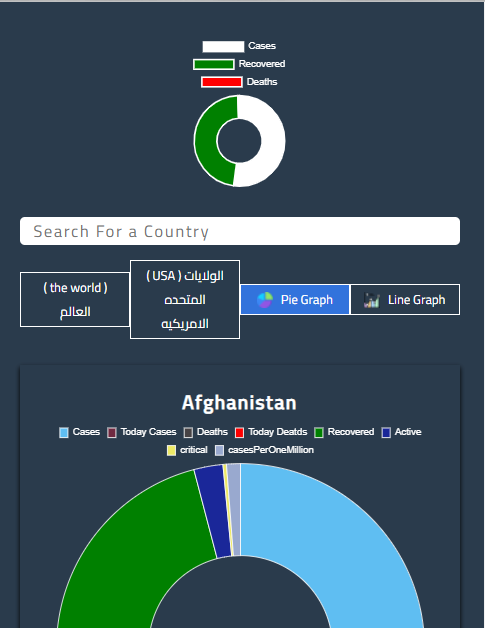 Cases
Recovered
Deaths
Search For a Country
( the world )
العالم
الولايات ( USA )
المتحده
الامريكيه
Pie Graph
Line Graph
Afghanistan
Cases Today Cases Deaths Today Deatds Recovered Active
critical casesPerOneMillion